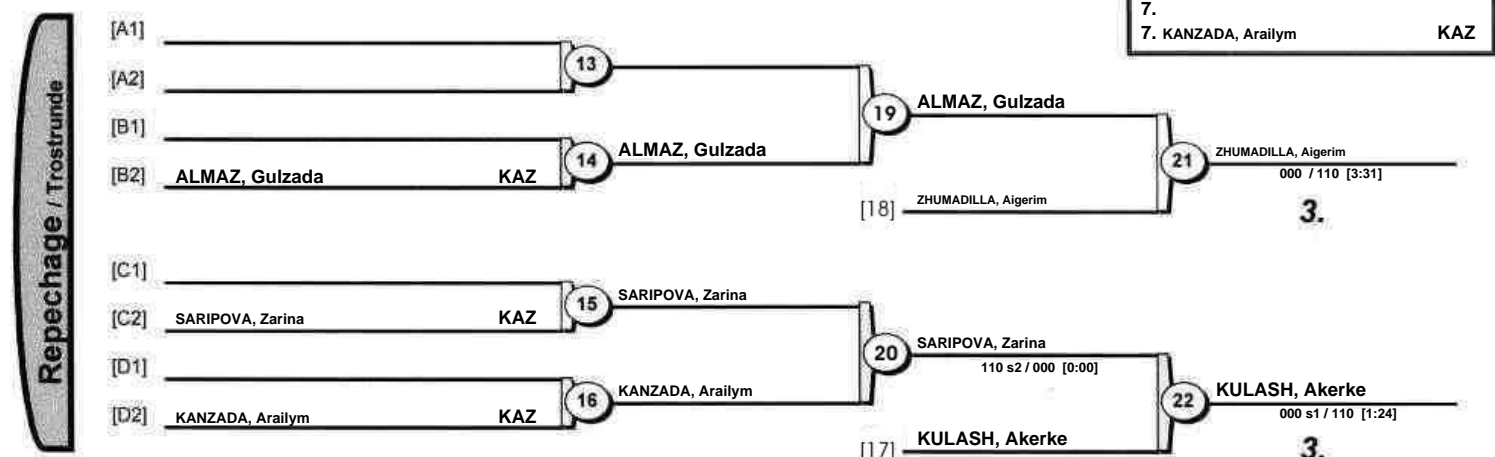 7.
7. KANZADA, Arailym KAZ
Repechage / Trostrunde
[A1]
13
[A2]
[B1]
19 ALMAZ, Gulzada
14 ALMAZ, Gulzada
[B2] ALMAZ, Gulzada KAZ
21 ZHUMADILLA, Aigerim
000 / 110 [3:31]
[18] ZHUMADILLA, Aigerim
3.
[C1]
15 SARIPOVA, Zarina
[C2] SARIPOVA, Zarina KAZ
20 SARIPOVA, Zarina
110 s2 / 000 [0:00]
[D1]
16 KANZADA, Arailym
[D2] KANZADA, Arailym KAZ
22 KULASH, Akerke
000 s1 / 110 [1:24]
[17] KULASH, Akerke
3.